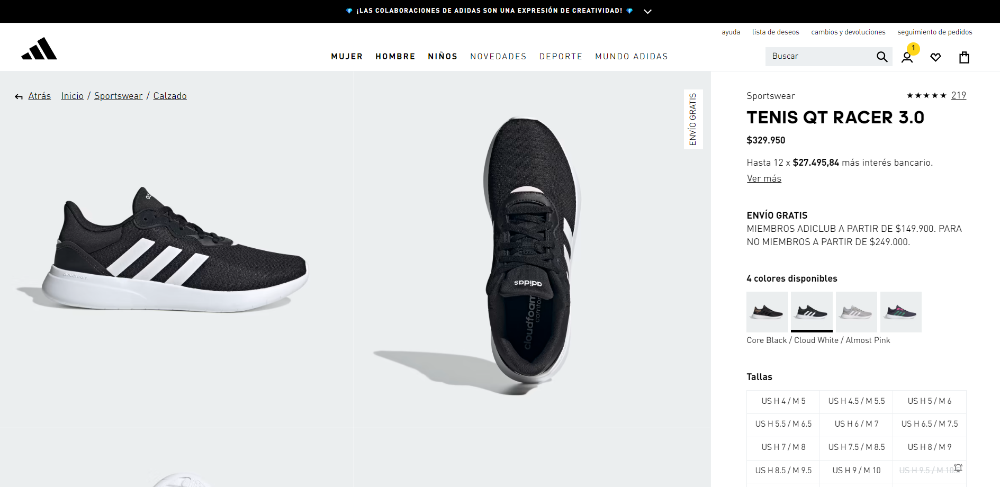 ¡LAS COLABORACIONES DE ADIDAS SON UNA EXPRESIÓN DE CREATIVIDAD!
ayuda lista de deseos cambios y devoluciones seguimiento de pedidos
MUJER HOMBRE NIÑOS NOVEDADES DEPORTE MUNDO ADIDAS
Buscar
1
Atrás Inicio / Sportswear / Calzado
ENVÍO GRATIS
cloudfoam
adidas
cloudfoam
comfort
Sportswear
219
TENIS QT RACER 3.0
$329.950
Hasta 12 x $27.495,84 más interés bancario.
Ver más
ENVÍO GRATIS
MIEMBROS ADICLUB A PARTIR DE $149.900. PARA
NO MIEMBROS A PARTIR DE $249.000.
4 colores disponibles
Core Black / Cloud White / Almost Pink
Tallas
US H 4 / M 5 US H 4.5 / M 5.5 US H 5 / M 6
US H 5.5 / M 6.5 US H 6 / M 7 US H 6.5 / M 7.5
US H 7 / M 8 US H 7.5 / M 8.5 US H 8 / M 9
US H 8.5 / M 9.5 US H 9 / M 10 US H 9.5 / M 10.5